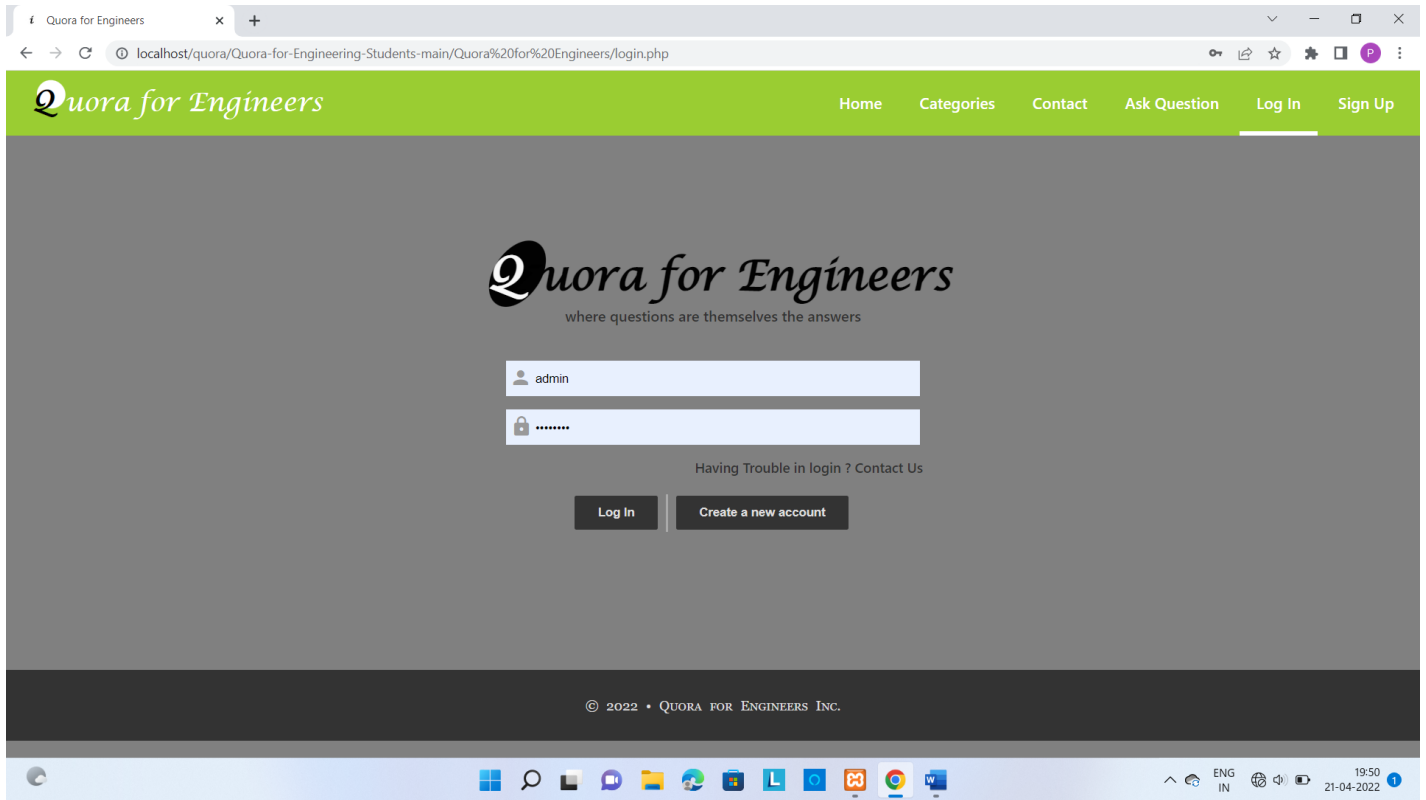 Quora for Engineers
localhost/quora/Quora-for-Engineering-Students-main/Quora%20for%20Engineers/login.php
P
Quora for Engineers
Home Categories Contact Ask Question Log In Sign Up
Quora for Engineers
where questions are themselves the answers
admin
••••••••
Having Trouble in login ? Contact Us
Log In Create a new account
© 2022 • Quora for Engineers Inc.
L
W
ENG
IN
19:50
21-04-2022
1